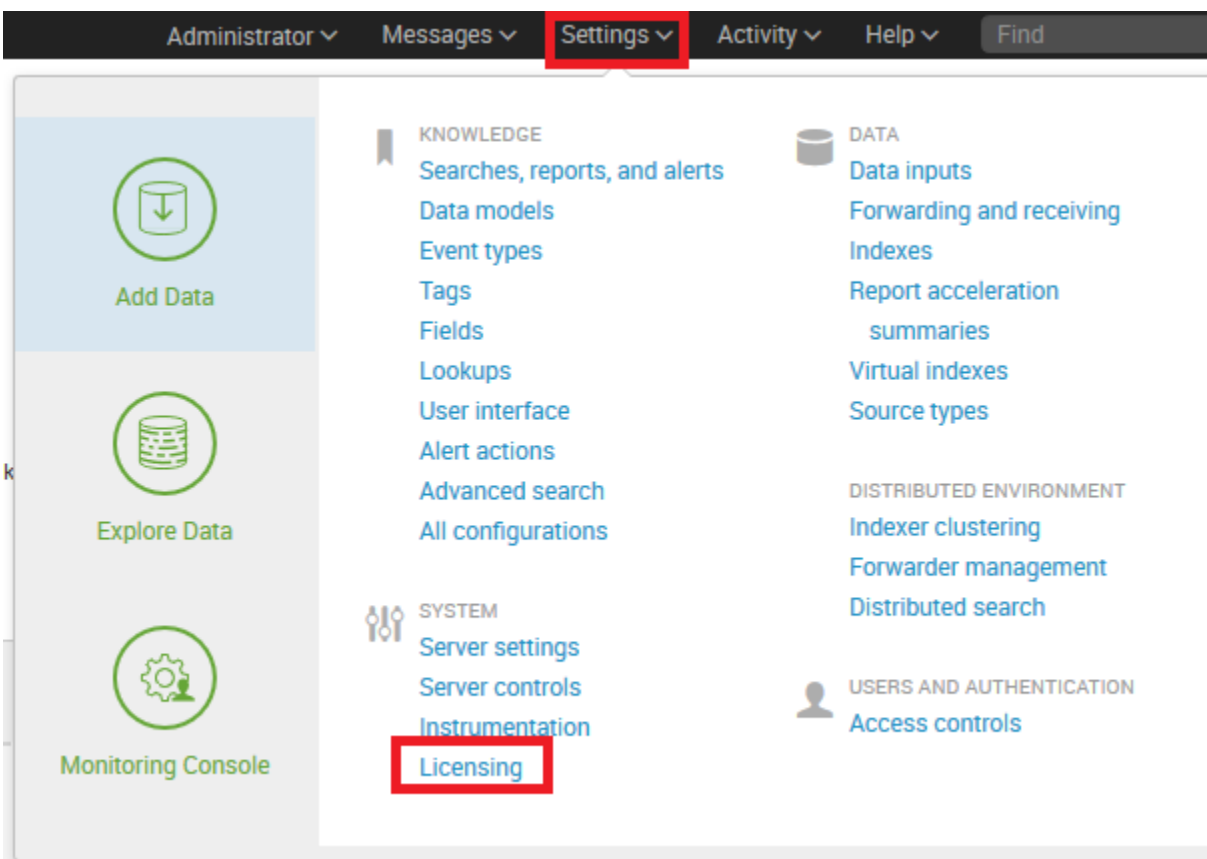 Administrator Messages Settings Activity Help Find
Add Data
Explore Data
Monitoring Console
KNOWLEDGE
Searches, reports, and alerts
Data models
Event types
Tags
Fields
Lookups
User interface
Alert actions
Advanced search
All configurations
SYSTEM
Server settings
Server controls
Instrumentation
Licensing
DATA
Data inputs
Forwarding and receiving
Indexes
Report acceleration
summaries
Virtual indexes
Source types
DISTRIBUTED ENVIRONMENT
Indexer clustering
Forwarder management
Distributed search
USERS AND AUTHENTICATION
Access controls
k